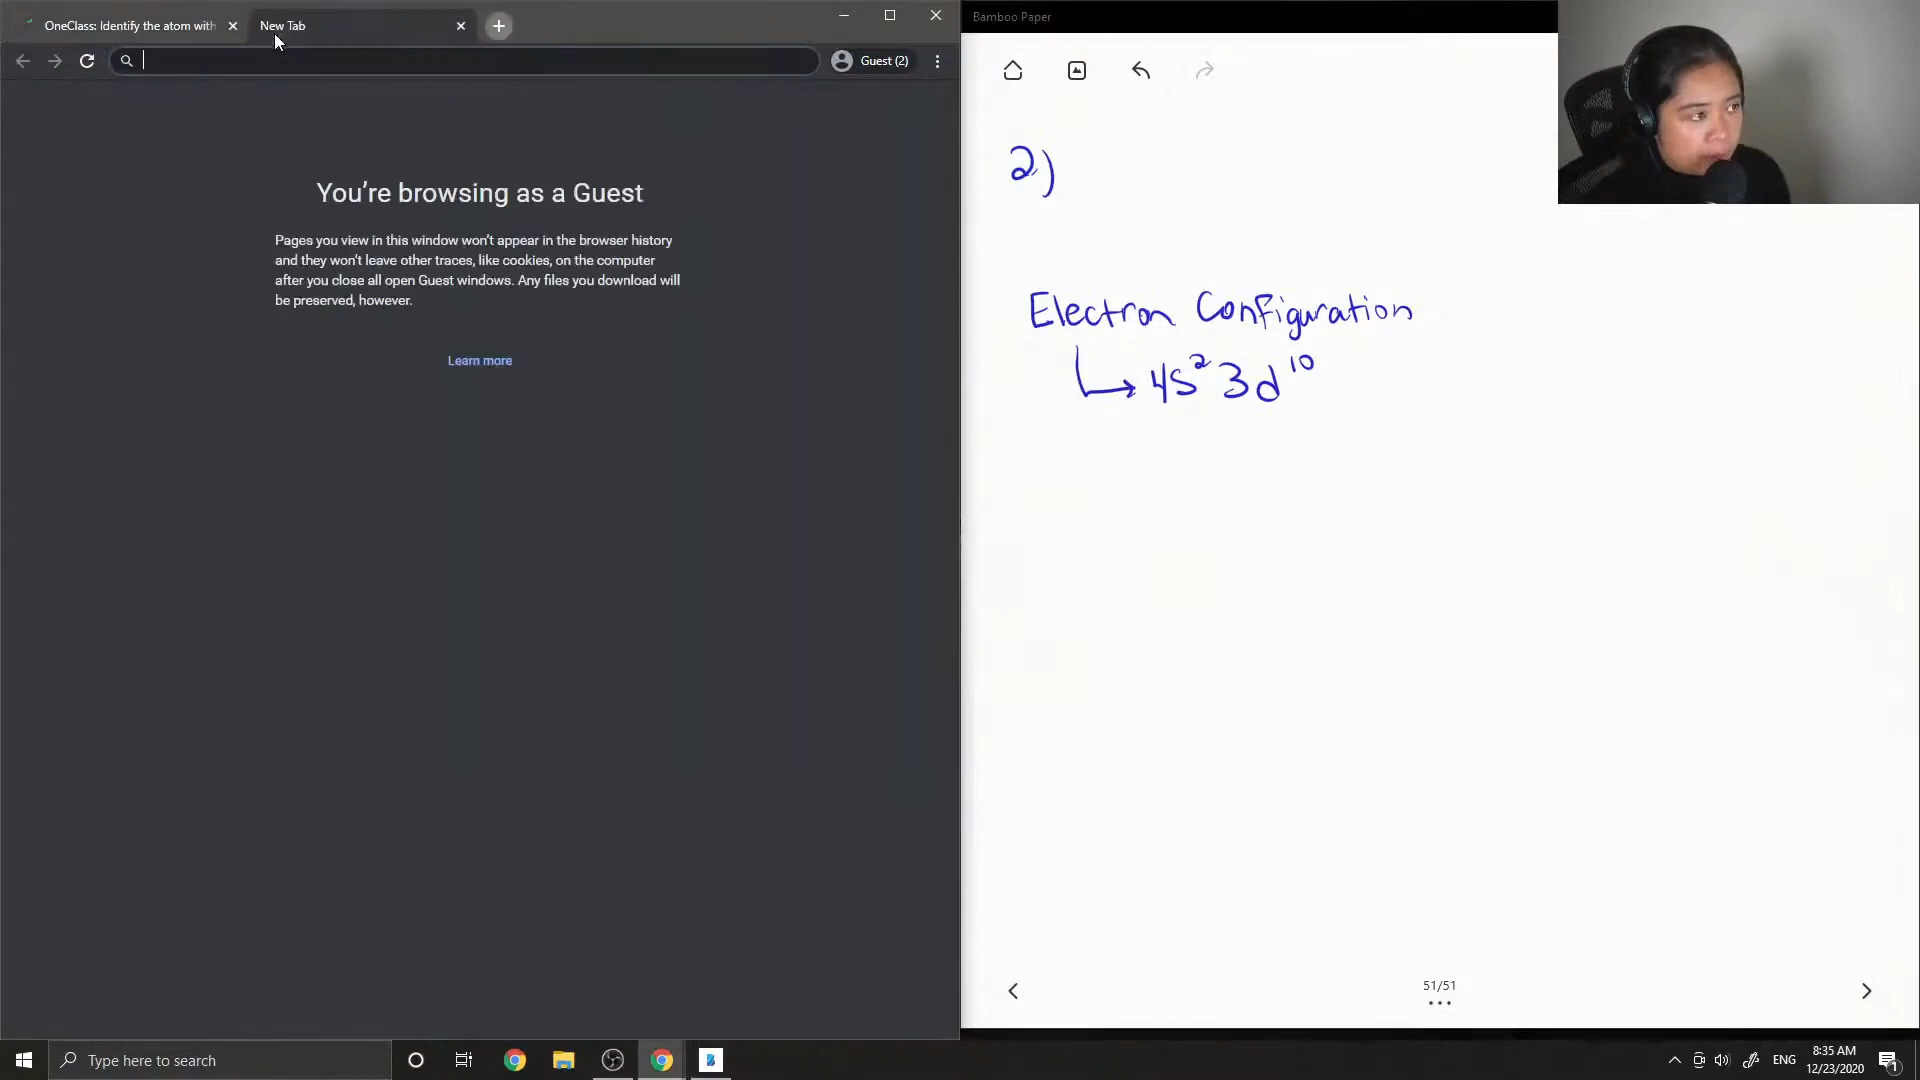 OneClass: Identify the atom with
New Tab
Guest (2)
You're browsing as a Guest
Pages you view in this window won't appear in the browser history
and they won't leave other traces, like cookies, on the computer
after you close all open Guest windows. Any files you download will
be preserved, however.
Learn more
Bamboo Paper
2)
Electron Configuration
4s² 3d¹⁰
51/51
Type here to search
ENG
8:35 AM
12/23/2020
1